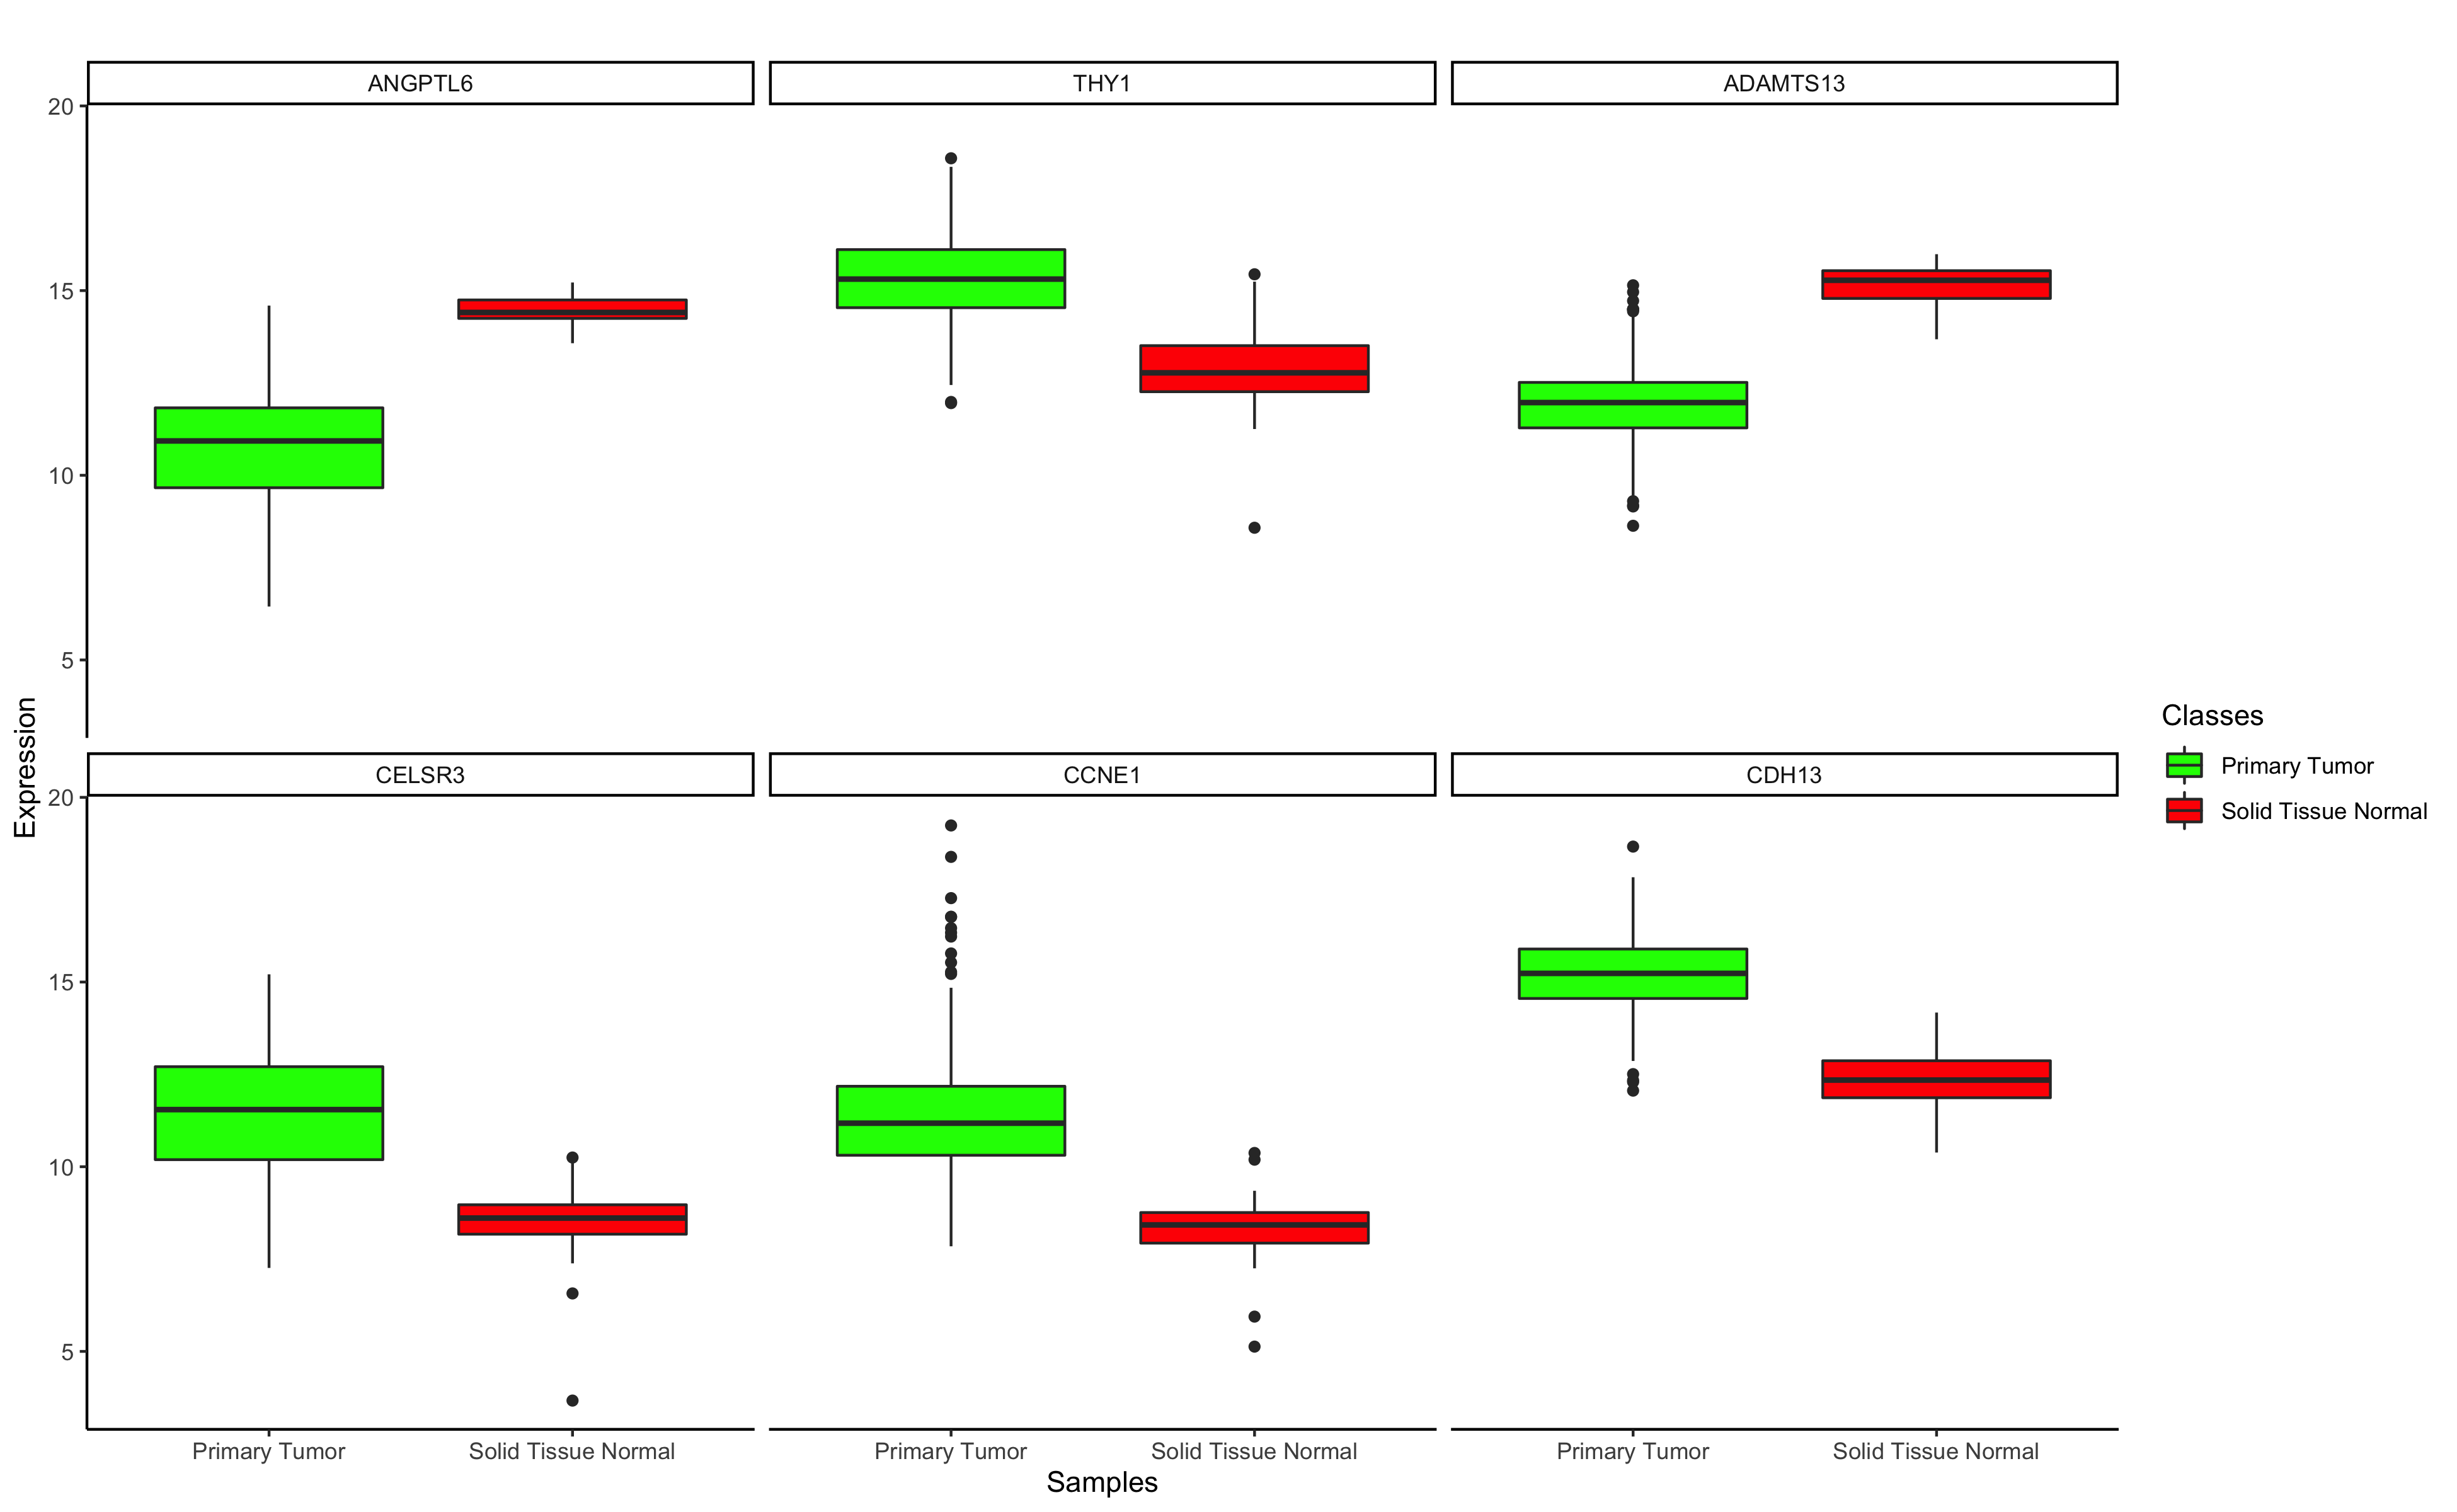 ANGPTL6
THY1
ADAMTS13
20
15
10
5
Expression
CELSR3
CCNE1
CDH13
20
15
10
5
Primary Tumor
Solid Tissue Normal
Primary Tumor
Solid Tissue Normal
Primary Tumor
Solid Tissue Normal
Samples
Classes
Primary Tumor
Solid Tissue Normal